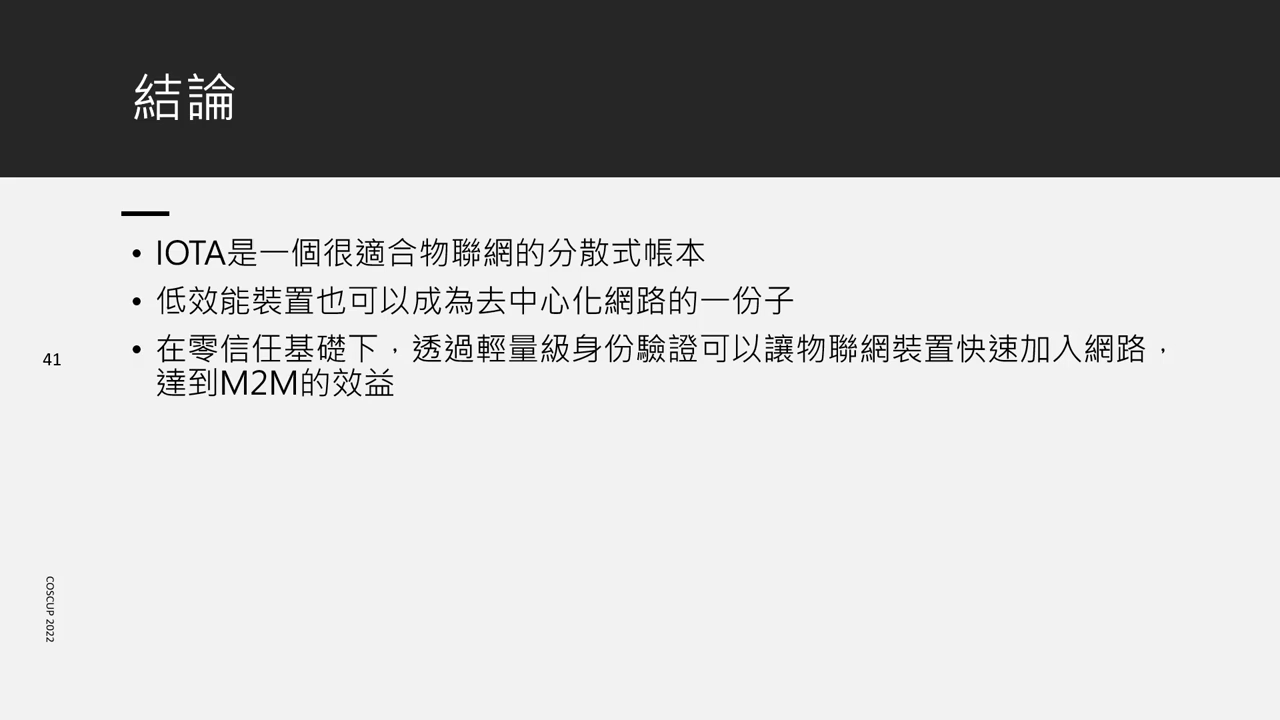 結論
• IOTA是一個很適合物聯網的分散式帳本
• 低效能裝置也可以成為去中心化網路的一份子
• 在零信任基礎下，透過輕量級身份驗證可以讓物聯網裝置快速加入網路，
達到M2M的效益
41
COSCUP 2022